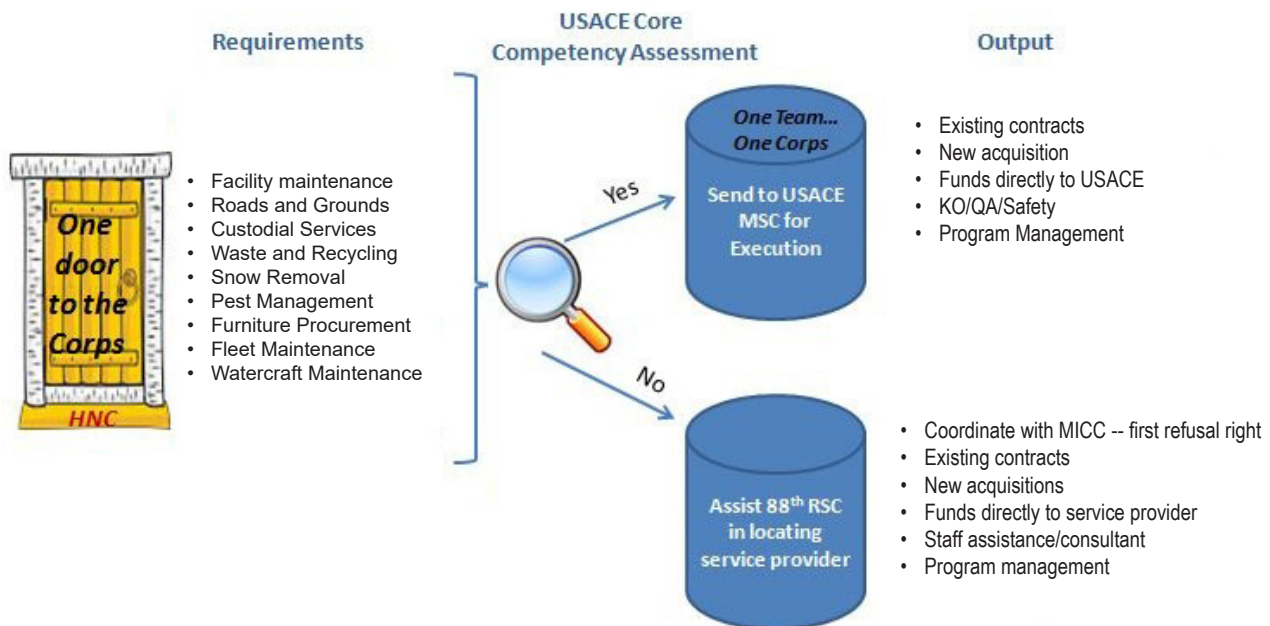 Requirements
USACE Core
Competency Assessment
Output
One
door
to the
Corps
HNC
• Facility maintenance
• Roads and Grounds
• Custodial Services
• Waste and Recycling
• Snow Removal
• Pest Management
• Furniture Procurement
• Fleet Maintenance
• Watercraft Maintenance
Yes
No
One Team...
One Corps
Send to USACE
MSC for
Execution
• Existing contracts
• New acquisition
• Funds directly to USACE
• KO/QA/Safety
• Program Management
Assist 88th RSC
in locating
service provider
• Coordinate with MICC -- first refusal right
• Existing contracts
• New acquisitions
• Funds directly to service provider
• Staff assistance/consultant
• Program management